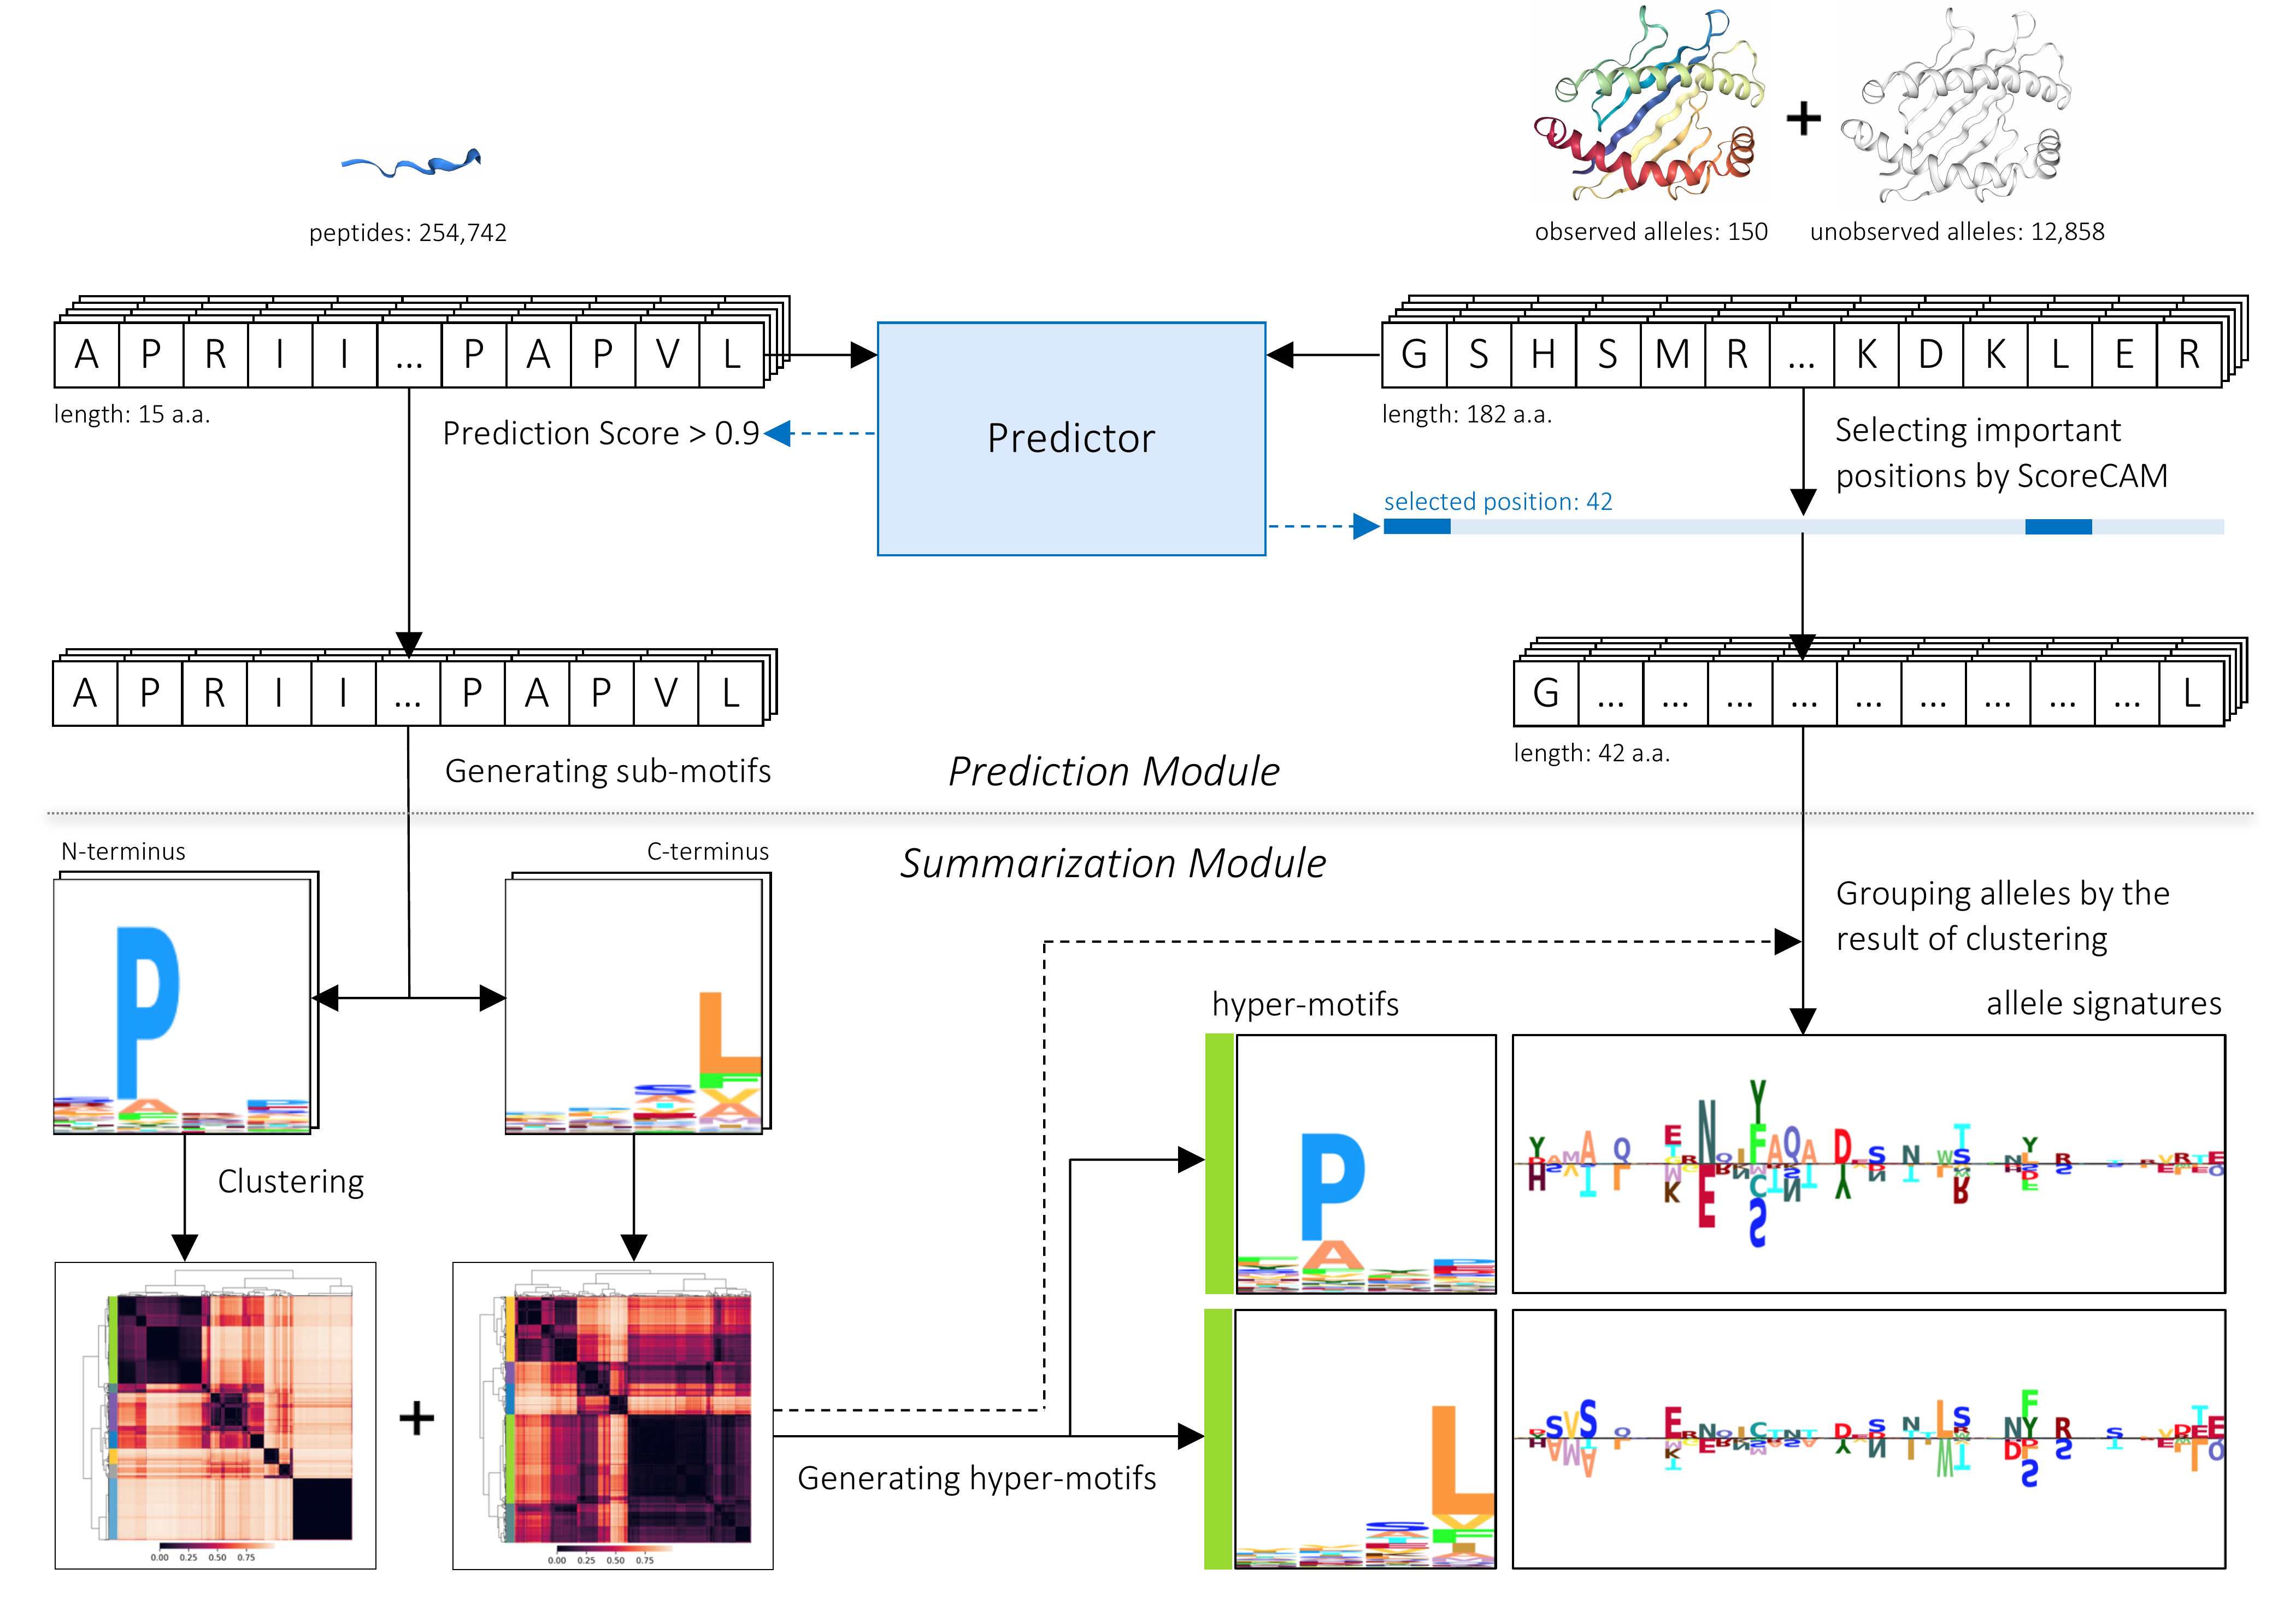 peptides: 254,742
observed alleles: 150
unobserved alleles: 12,858
A P R I I ... P A P V L
G S H S M R ... K D K L E R
length: 15 a.a.
length: 182 a.a.
Prediction Score > 0.9
Predictor
Selecting important
positions by ScoreCAM
selected position: 42
A P R I I ... P A P V L
G ... ... ... ... ... ... ... ... ... L
length: 42 a.a.
Generating sub-motifs
Prediction Module
Summarization Module
N-terminus
C-terminus
P
A
L
Grouping alleles by the
result of clustering
hyper-motifs
allele signatures
Clustering
P
A
0.00 0.25 0.50 0.75
0.00 0.25 0.50 0.75
+
+
Generating hyper-motifs
L